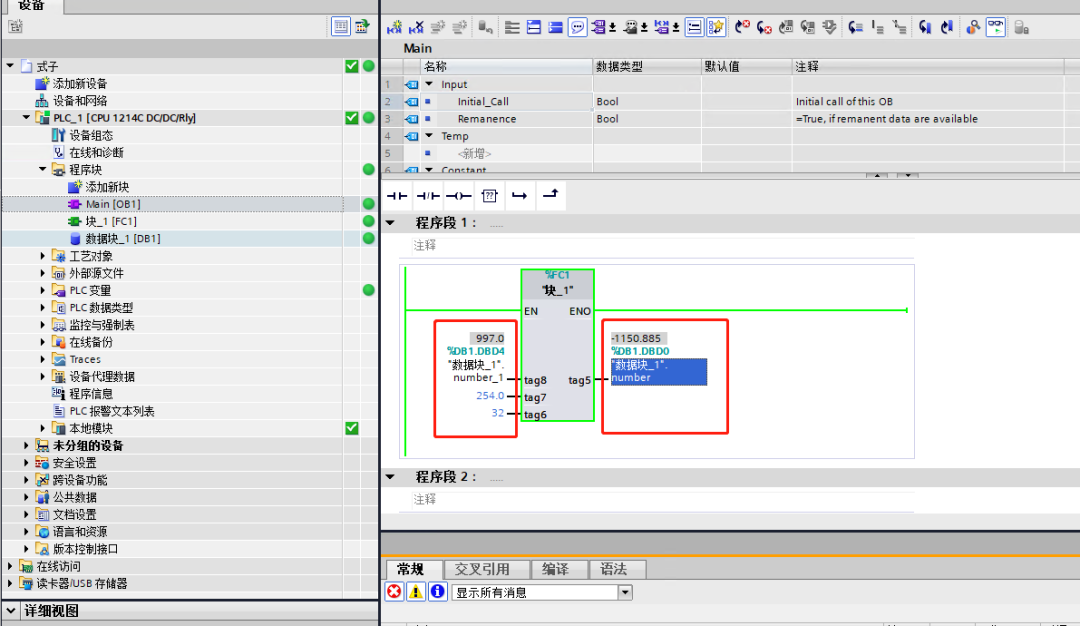 设备
式子
添加新设备
设备和网络
PLC_1 [CPU 1214C DC/DC/Rly]
设备组态
在线和诊断
程序块
添加新块
Main [OB1]
块_1 [FC1]
数据块_1 [DB1]
工艺对象
外部源文件
PLC 变量
PLC 数据类型
监控与强制表
在线备份
Traces
设备代理数据
程序信息
PLC 报警文本列表
本地模块
未分组的设备
安全设置
跨设备功能
公共数据
文档设置
语言和资源
版本控制接口
在线访问
读卡器/USB 存储器
详细视图
Main
名称 数据类型 默认值 注释
1 Input
2 Initial_Call Bool Initial call of this OB
3 Remanence Bool =True, if remanent data are available
4 Temp
5 <新增>
6 Constant
??
程序段 1： .....
注释
%FC1
"块_1"
EN ENO
997.0
%DB1.DBD4
"数据块_1".
number_1
tag8
254.0
tag7
32
tag6
-1150.885
%DB1.DBD0
"数据块_1".
number
tag5
程序段 2： .....
注释
常规 交叉引用 编译 语法
显示所有消息